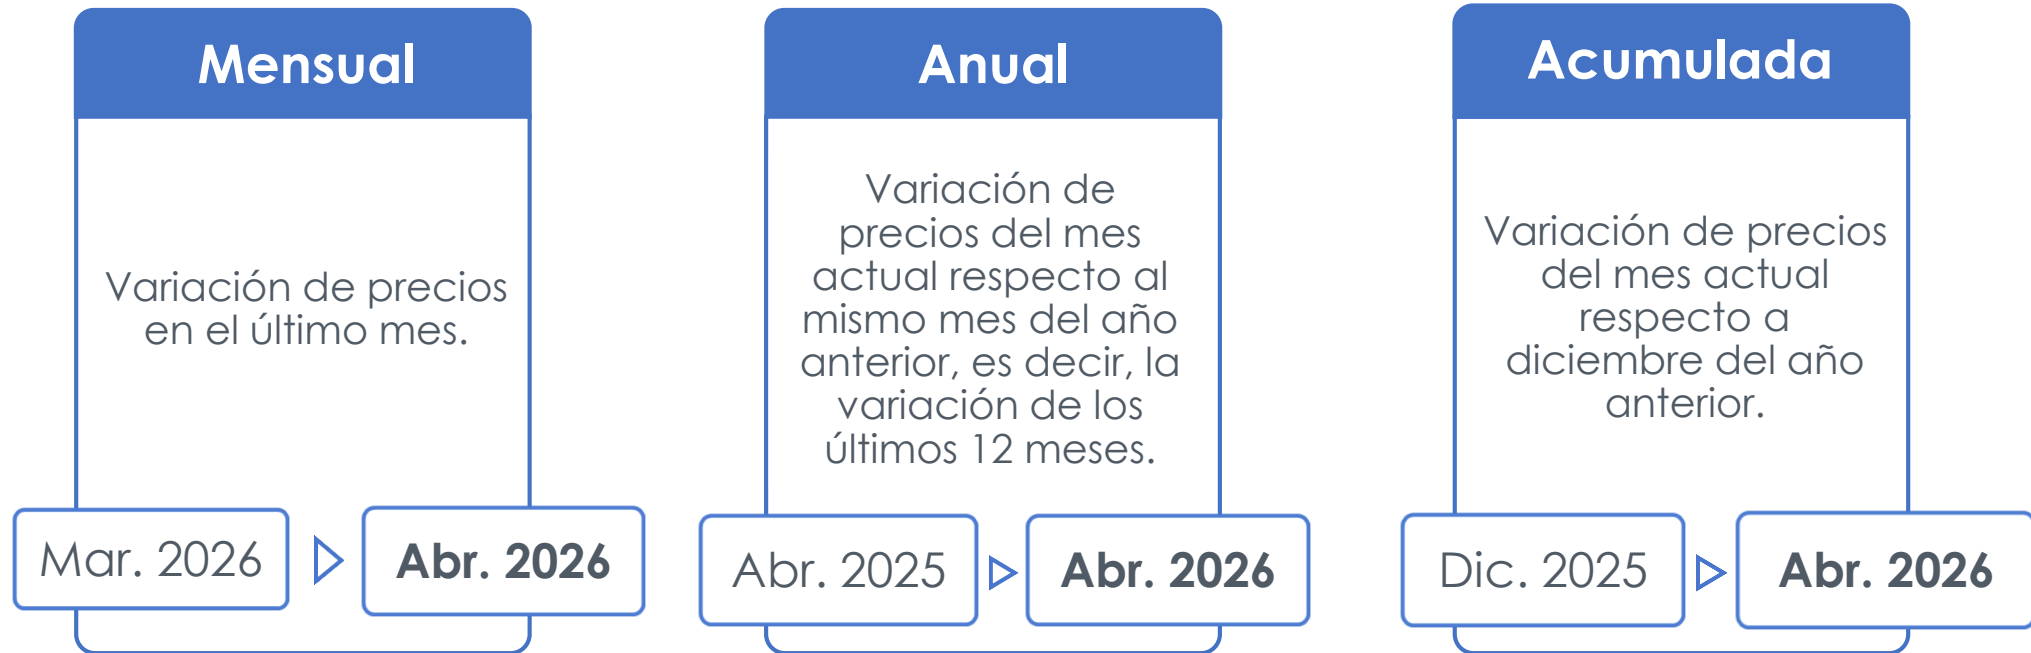 Mensual
Variación de precios
en el último mes.
Mar. 2026
Abr. 2026
Anual
Variación de
precios del mes
actual respecto al
mismo mes del año
anterior, es decir, la
variación de los
últimos 12 meses.
Abr. 2025
Abr. 2026
Acumulada
Variación de precios
del mes actual
respecto a
diciembre del año
anterior.
Dic. 2025
Abr. 2026